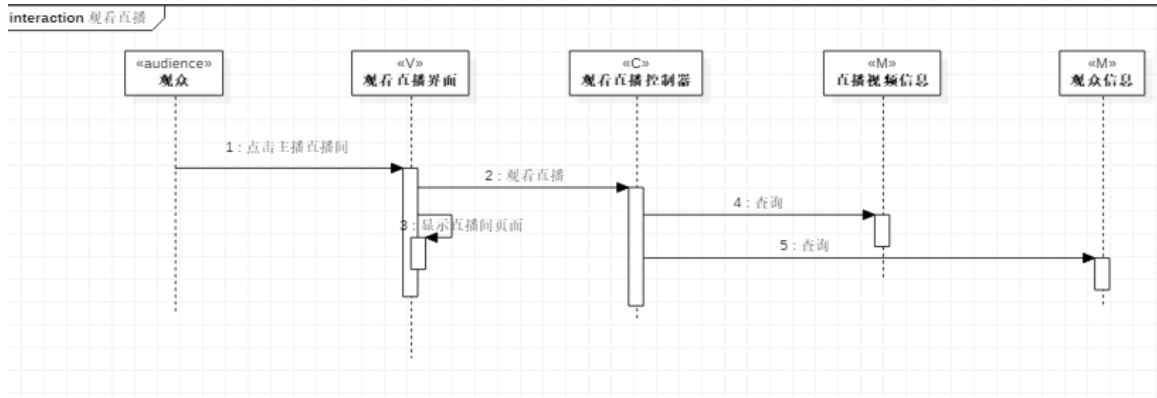 interaction 观看直播
«audience»
观众
«V»
观看直播界面
«C»
观看直播控制器
«M»
直播视频信息
«M»
观众信息
1 : 点击主播直播间
2 : 观看直播
3 : 显示直播间页面
4 : 查询
5 : 查询